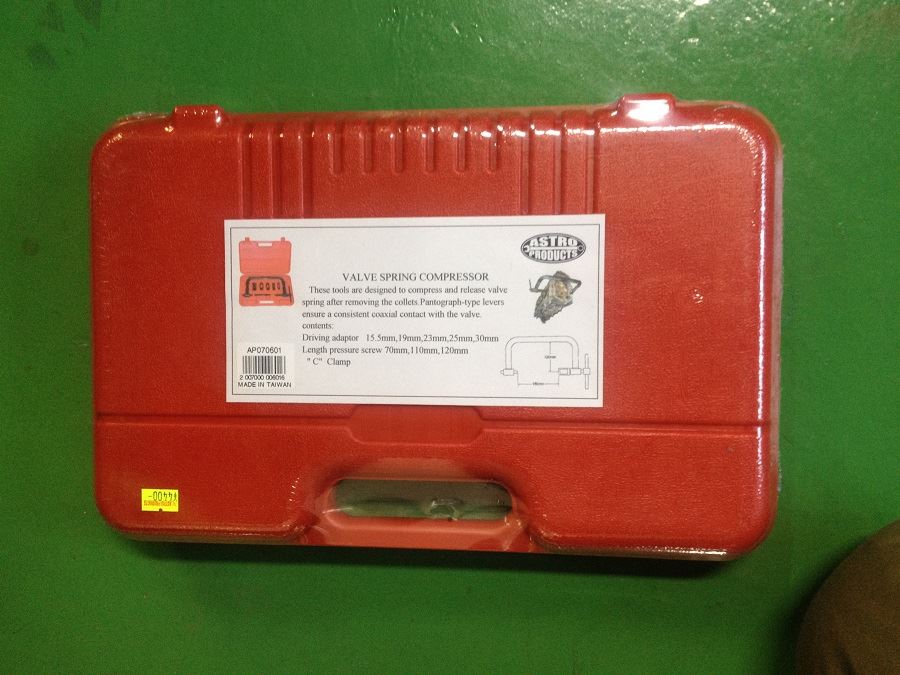 ASTRO
PRODUCTS
VALVE SPRING COMPRESSOR
These tools are designed to compress and release valve
spring after removing the collets.Pantograph-type levers
ensure a consistent coaxial contact with the valve.
contents:
Driving adaptor 15.5mm,19mm,23mm,25mm,30mm
Length pressure screw 70mm,110mm,120mm
" C" Clamp
AP070601
2 007000 006016
MADE IN TAIWAN
¥4400-